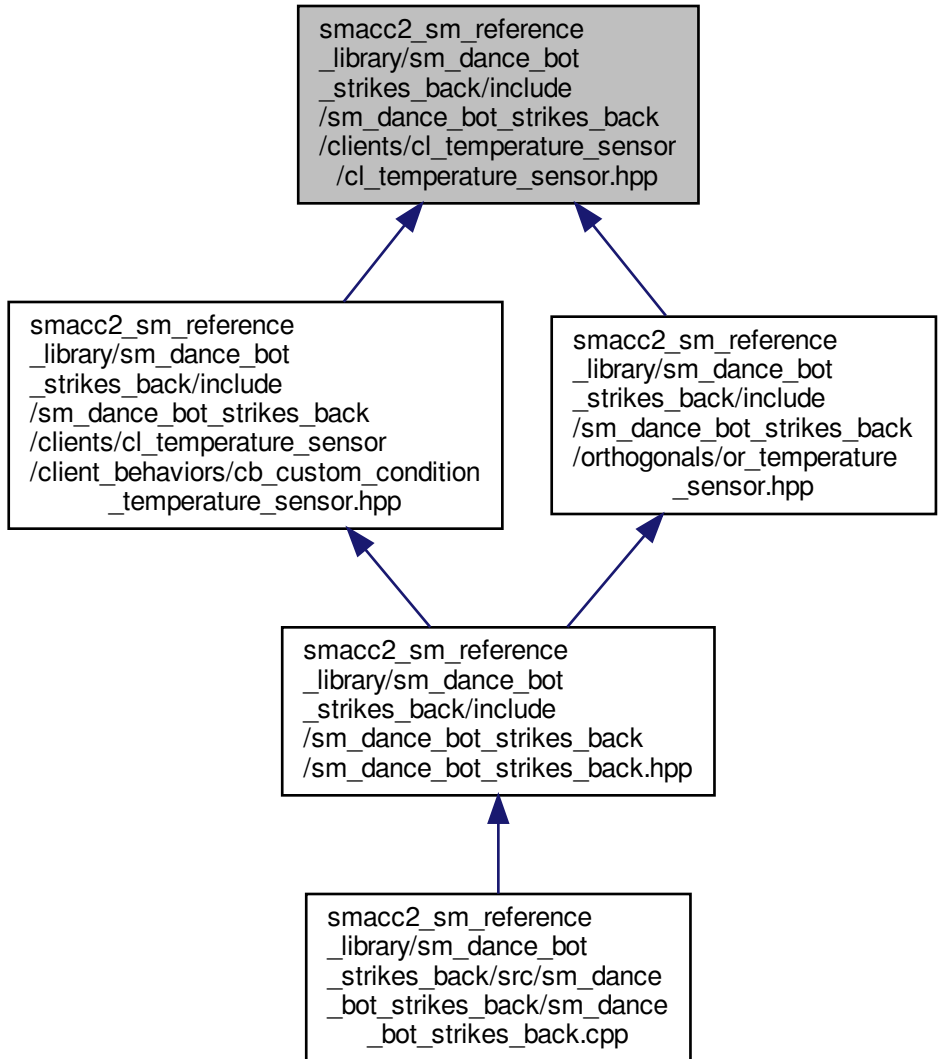 smacc2_sm_reference
_library/sm_dance_bot
_strikes_back/include
/sm_dance_bot_strikes_back
/clients/cl_temperature_sensor
/cl_temperature_sensor.hpp
smacc2_sm_reference
_library/sm_dance_bot
_strikes_back/include
/sm_dance_bot_strikes_back
/clients/cl_temperature_sensor
/client_behaviors/cb_custom_condition
_temperature_sensor.hpp
smacc2_sm_reference
_library/sm_dance_bot
_strikes_back/include
/sm_dance_bot_strikes_back
/orthogonals/or_temperature
_sensor.hpp
smacc2_sm_reference
_library/sm_dance_bot
_strikes_back/include
/sm_dance_bot_strikes_back
/sm_dance_bot_strikes_back.hpp
smacc2_sm_reference
_library/sm_dance_bot
_strikes_back/src/sm_dance
_bot_strikes_back/sm_dance
_bot_strikes_back.cpp